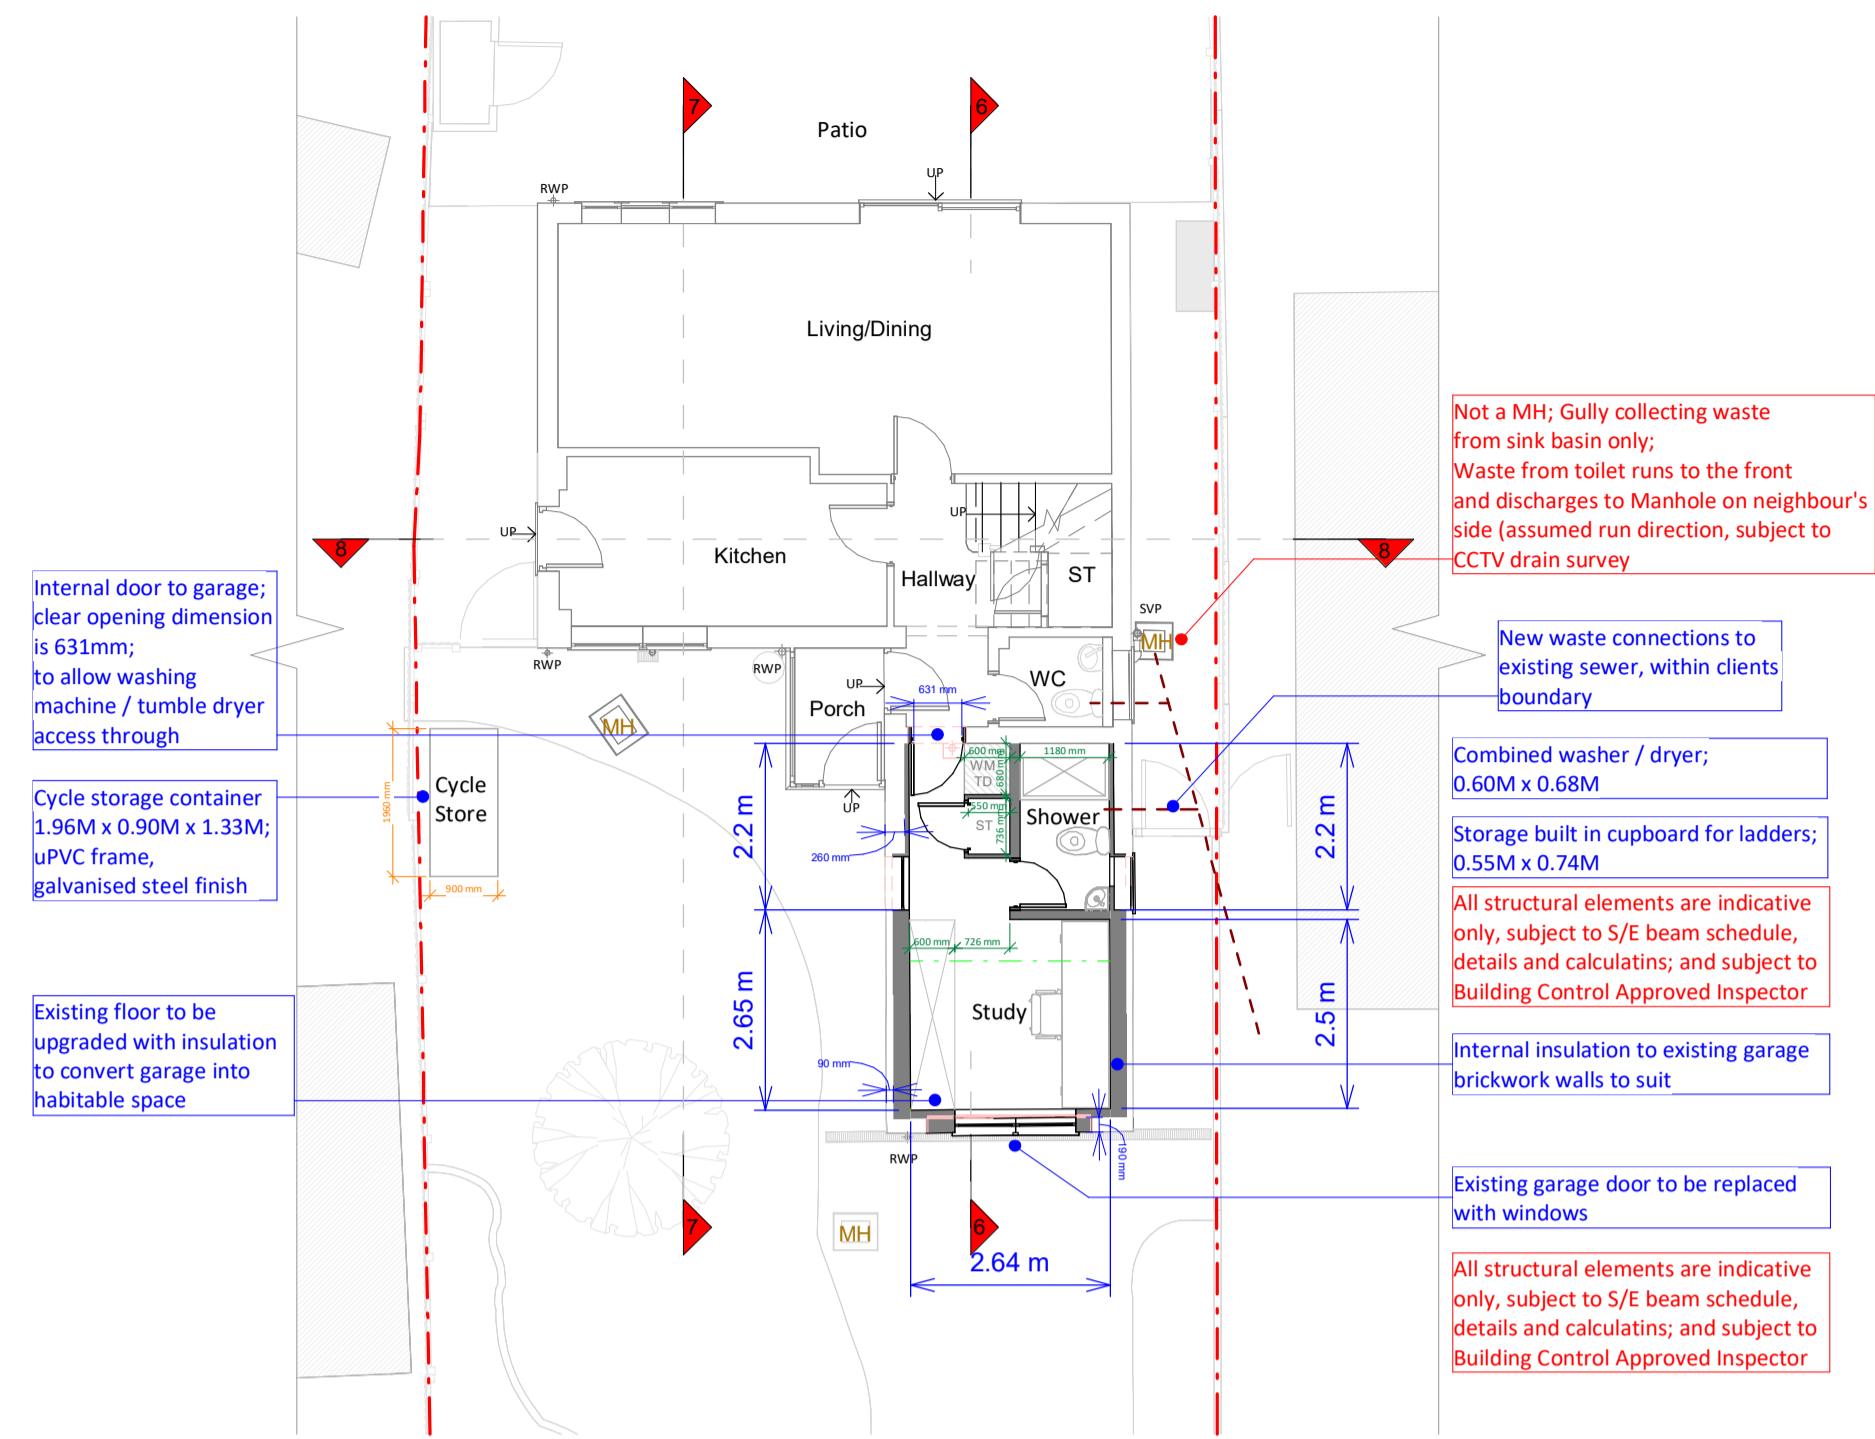 7
6
Patio
UP
RWP
Living/Dining
Not a MH; Gully collecting waste
from sink basin only;
Waste from toilet runs to the front
and discharges to Manhole on neighbour's
side (assumed run direction, subject to
CCTV drain survey
UP
UP
8
8
Kitchen
Hallway
ST
Internal door to garage;
clear opening dimension
is 631mm;
to allow washing
machine / tumble dryer
access through
SVP
MH
New waste connections to
existing sewer, within clients
boundary
RWP
RWP
UP
WC
631 mm
Porch
MH
600 mm
1180 mm
WM
TD
680 mm
Combined washer / dryer;
0.60M x 0.68M
Cycle storage container
1.96M x 0.90M x 1.33M;
uPVC frame,
galvanised steel finish
1960 mm
Cycle
Store
900 mm
UP
2.2 m
550 mm
ST
736 mm
Shower
2.2 m
260 mm
Storage built in cupboard for ladders;
0.55M x 0.74M
All structural elements are indicative
only, subject to S/E beam schedule,
details and calculatins; and subject to
Building Control Approved Inspector
600 mm
726 mm
2.65 m
Study
2.5 m
Existing floor to be
upgraded with insulation
to convert garage into
habitable space
90 mm
Internal insulation to existing garage
brickwork walls to suit
RWP
190 mm
Existing garage door to be replaced
with windows
7
MH
6
2.64 m
All structural elements are indicative
only, subject to S/E beam schedule,
details and calculatins; and subject to
Building Control Approved Inspector